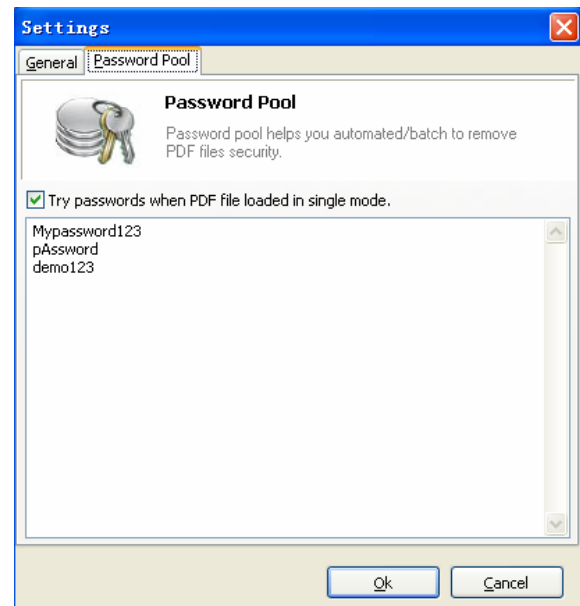 Settings
General Password Pool
Password Pool
Password pool helps you automated/batch to remove
PDF files security.
Try passwords when PDF file loaded in single mode.
Mypassword123
pAssword
demo123
Ok Cancel